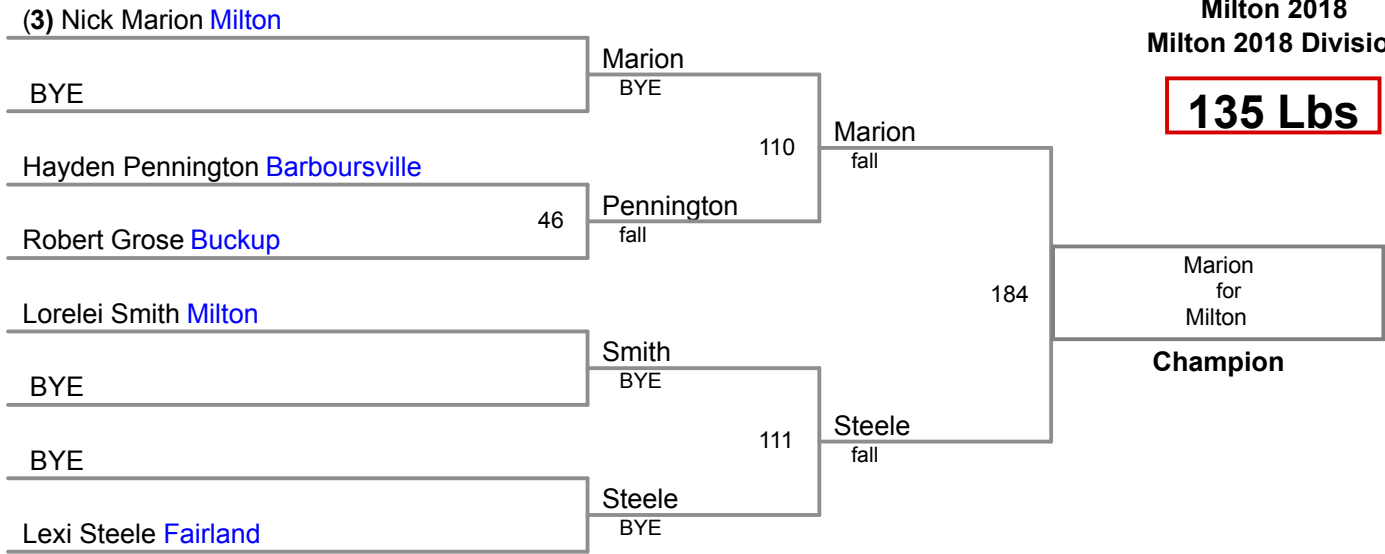 (3) Nick Marion Milton
BYE
Hayden Pennington Barboursville
Robert Grose Buckup
Lorelei Smith Milton
BYE
BYE
Lexi Steele Fairland
Marion
BYE
46
Pennington
fall
Smith
BYE
Steele
BYE
110
Marion
fall
111
Steele
fall
184
Marion
for
Milton
Champion
Milton 2018
Milton 2018 Divisio
135 Lbs